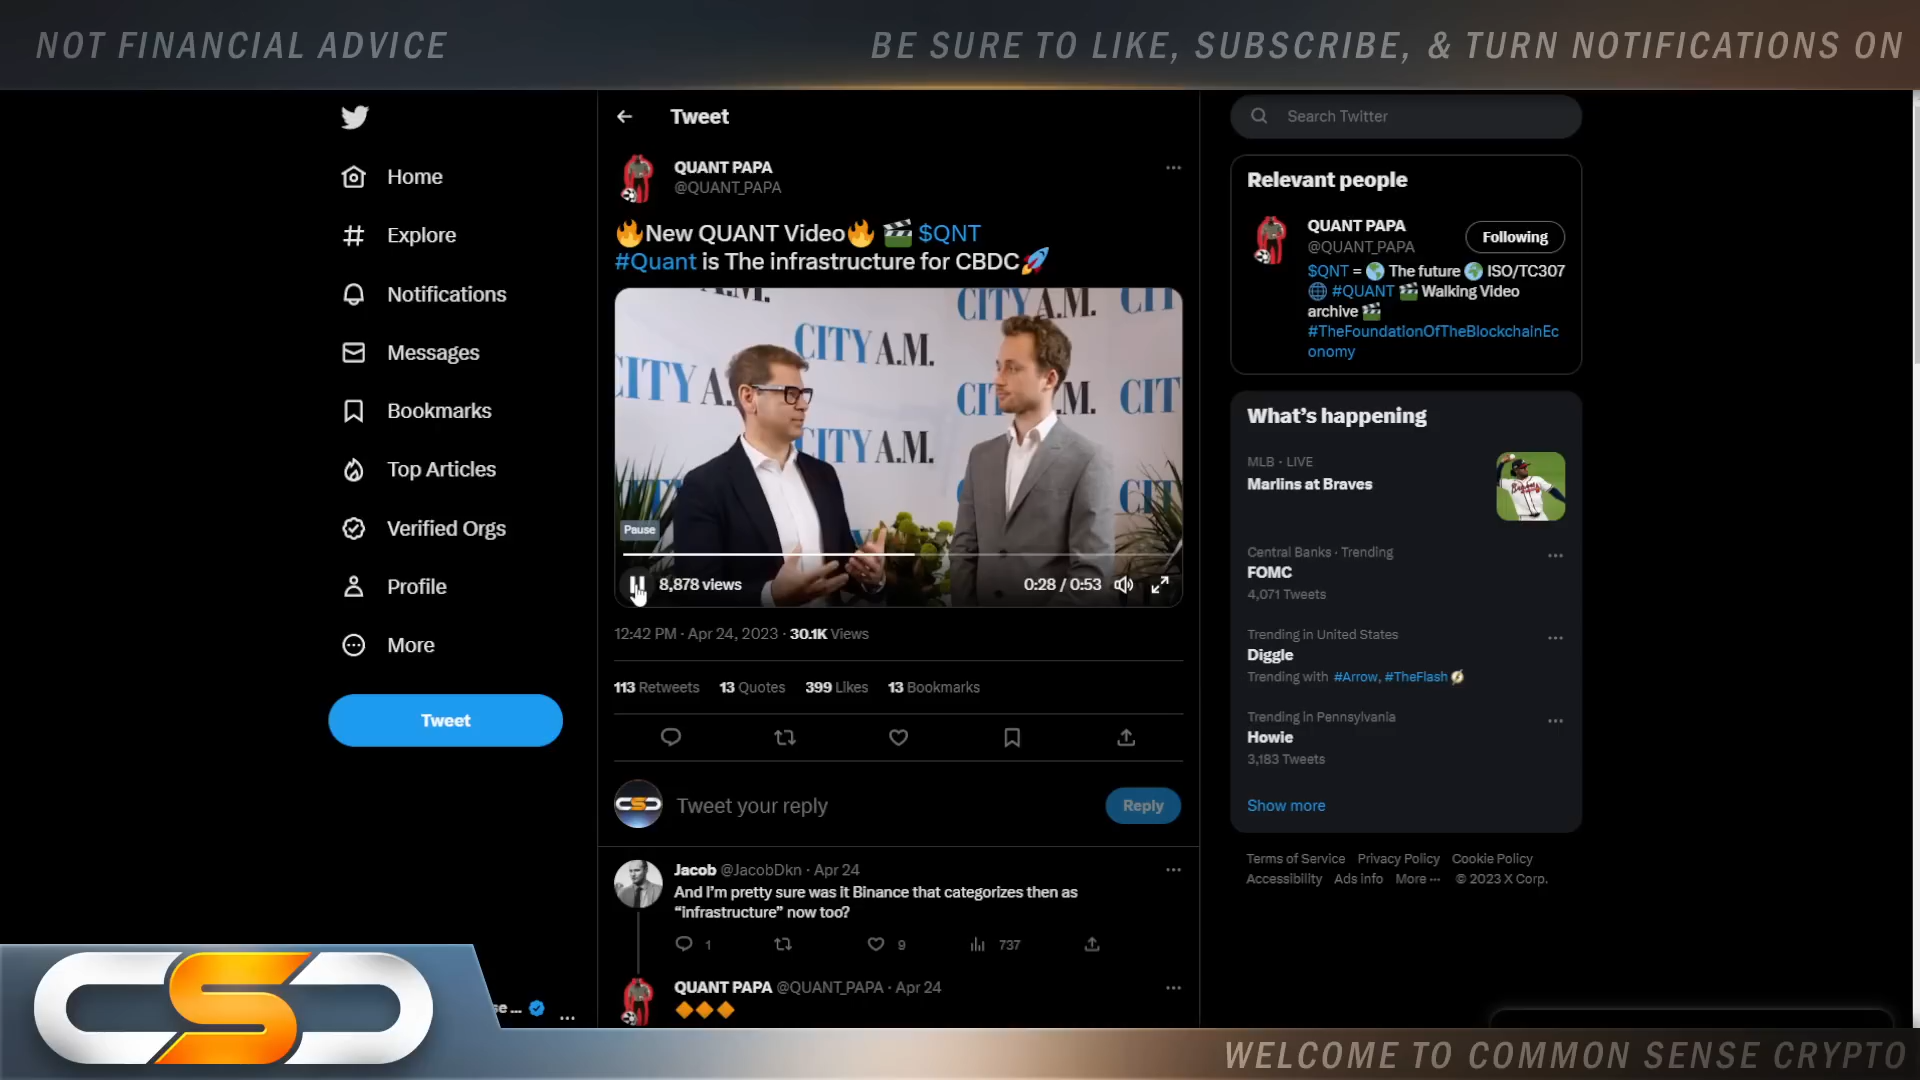 NOT FINANCIAL ADVICE
BE SURE TO LIKE, SUBSCRIBE, & TURN NOTIFICATIONS ON
Home
Explore
Notifications
Messages
Bookmarks
Top Articles
Verified Orgs
Profile
More
Tweet
Tweet
QUANT PAPA
@QUANT_PAPA
🔥New QUANT Video🔥 🎬 $QNT
#Quant is The infrastructure for CBDC🚀
CITY A.M.
CITY A.M.
CITY A.M.
Pause
8,878 views
0:28 / 0:53
12:42 PM · Apr 24, 2023 · 30.1K Views
113 Retweets 13 Quotes 399 Likes 13 Bookmarks
Tweet your reply
Reply
Jacob @JacobDkn · Apr 24
And I'm pretty sure was it Binance that categorizes then as
“infrastructure” now too?
1
9
737
QUANT PAPA @QUANT_PAPA · Apr 24
🔶🔶🔶
Search Twitter
Relevant people
QUANT PAPA
@QUANT_PAPA
Following
$QNT = 🌎 The future 🌍 ISO/TC307
🌐 #QUANT 🎬 Walking Video
archive 🎬
#TheFoundationOfTheBlockchainEc
onomy
What's happening
MLB · LIVE
Marlins at Braves
Central Banks · Trending
FOMC
4,071 Tweets
Trending in United States
Diggle
Trending with #Arrow, #TheFlash
Trending in Pennsylvania
Howie
3,183 Tweets
Show more
Terms of Service Privacy Policy Cookie Policy
Accessibility Ads info More ··· © 2023 X Corp.
CSC
WELCOME TO COMMON SENSE CRYPTO